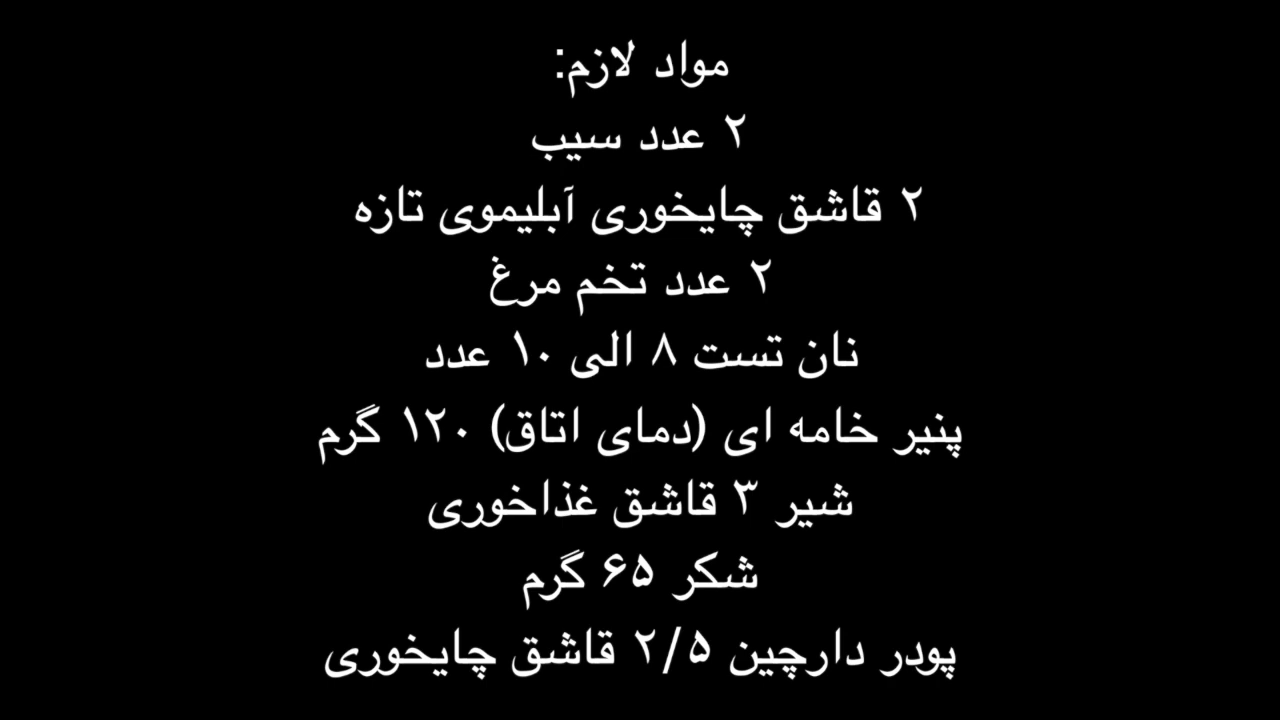 مواد لازم:
۲ عدد سیب
۲ قاشق چایخوری آبلیموی تازه
۲ عدد تخم مرغ
نان تست ۸ الی ۱۰ عدد
پنیر خامه ای (دمای اتاق) ۱۲۰ گرم
شیر ۳ قاشق غذاخوری
شکر ۶۵ گرم
پودر دارچین ۲/۵ قاشق چایخوری